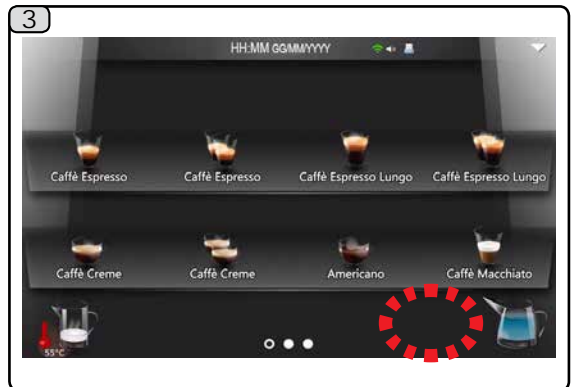 3
HH:MM GG/MM/YYYY
Caffè Espresso Caffè Espresso Caffè Espresso Lungo Caffè Espresso Lungo
Caffè Creme Caffè Creme Americano Caffè Macchiato
55°C